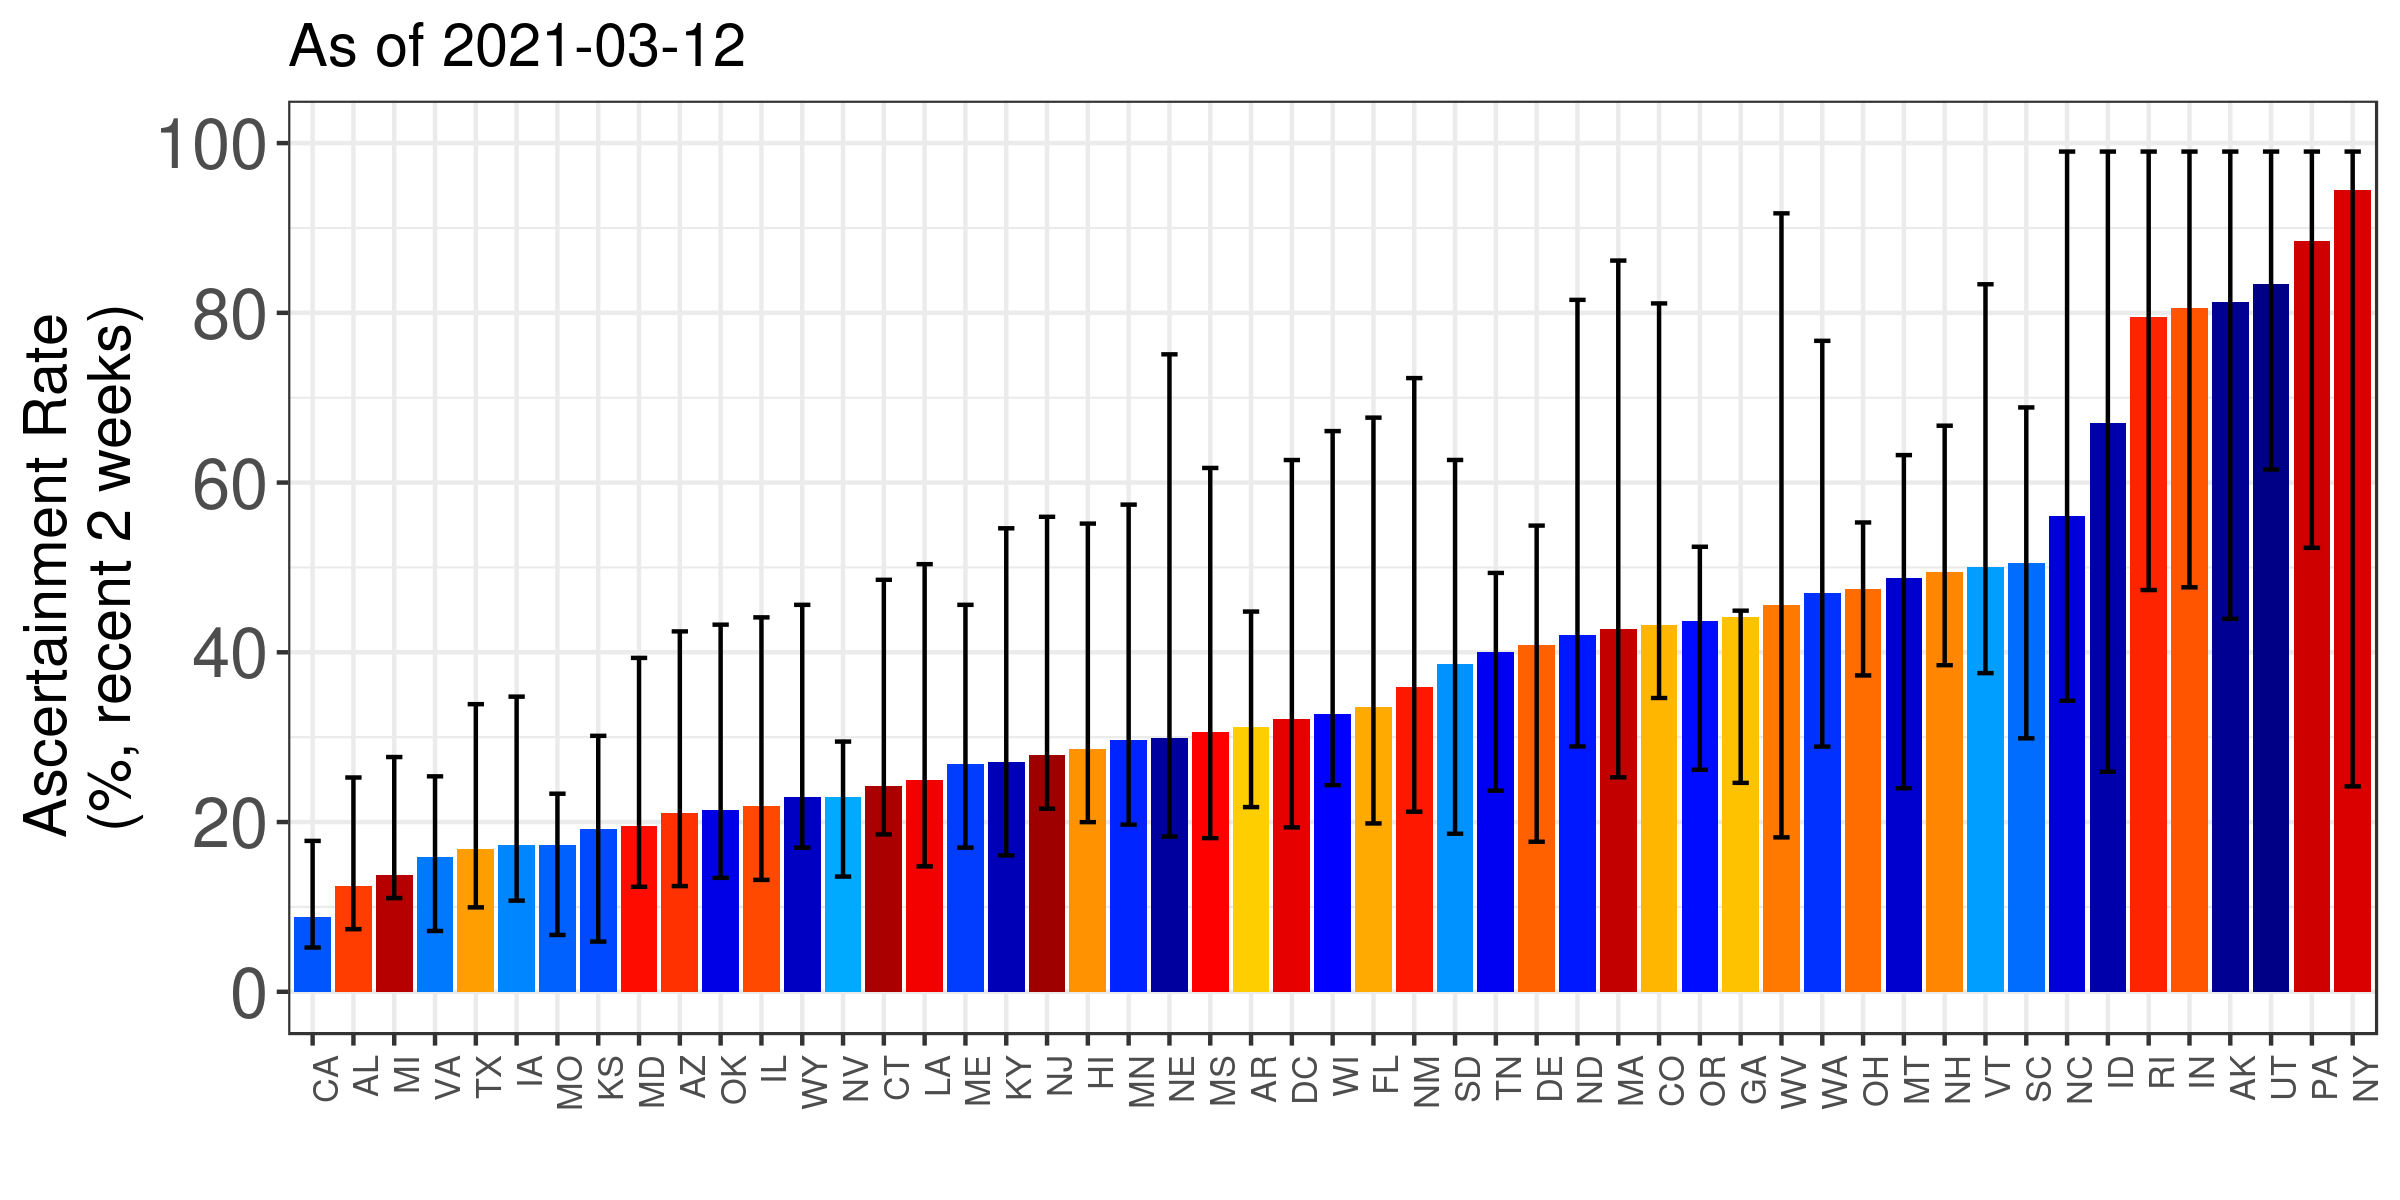 As of 2021-03-12
Ascertainment Rate
(%, recent 2 weeks)
100
80
60
40
20
0
CA AL MI VA TX IA MO KS MD AZ OK IL WY NV CT LA ME KY NJ HI MN NE MS AR DC WI FL NM SD TN DE ND MA CO OR GA WV WA OH MT NH VT SC NC ID RI IN AK UT PA NY